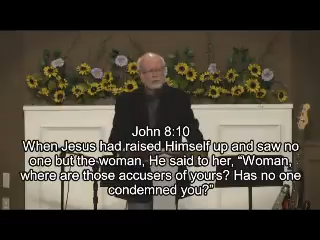 John 8:10
When Jesus had raised Himself up and saw no
one but the woman, He said to her, “Woman,
where are those accusers of yours? Has no one
condemned you?”